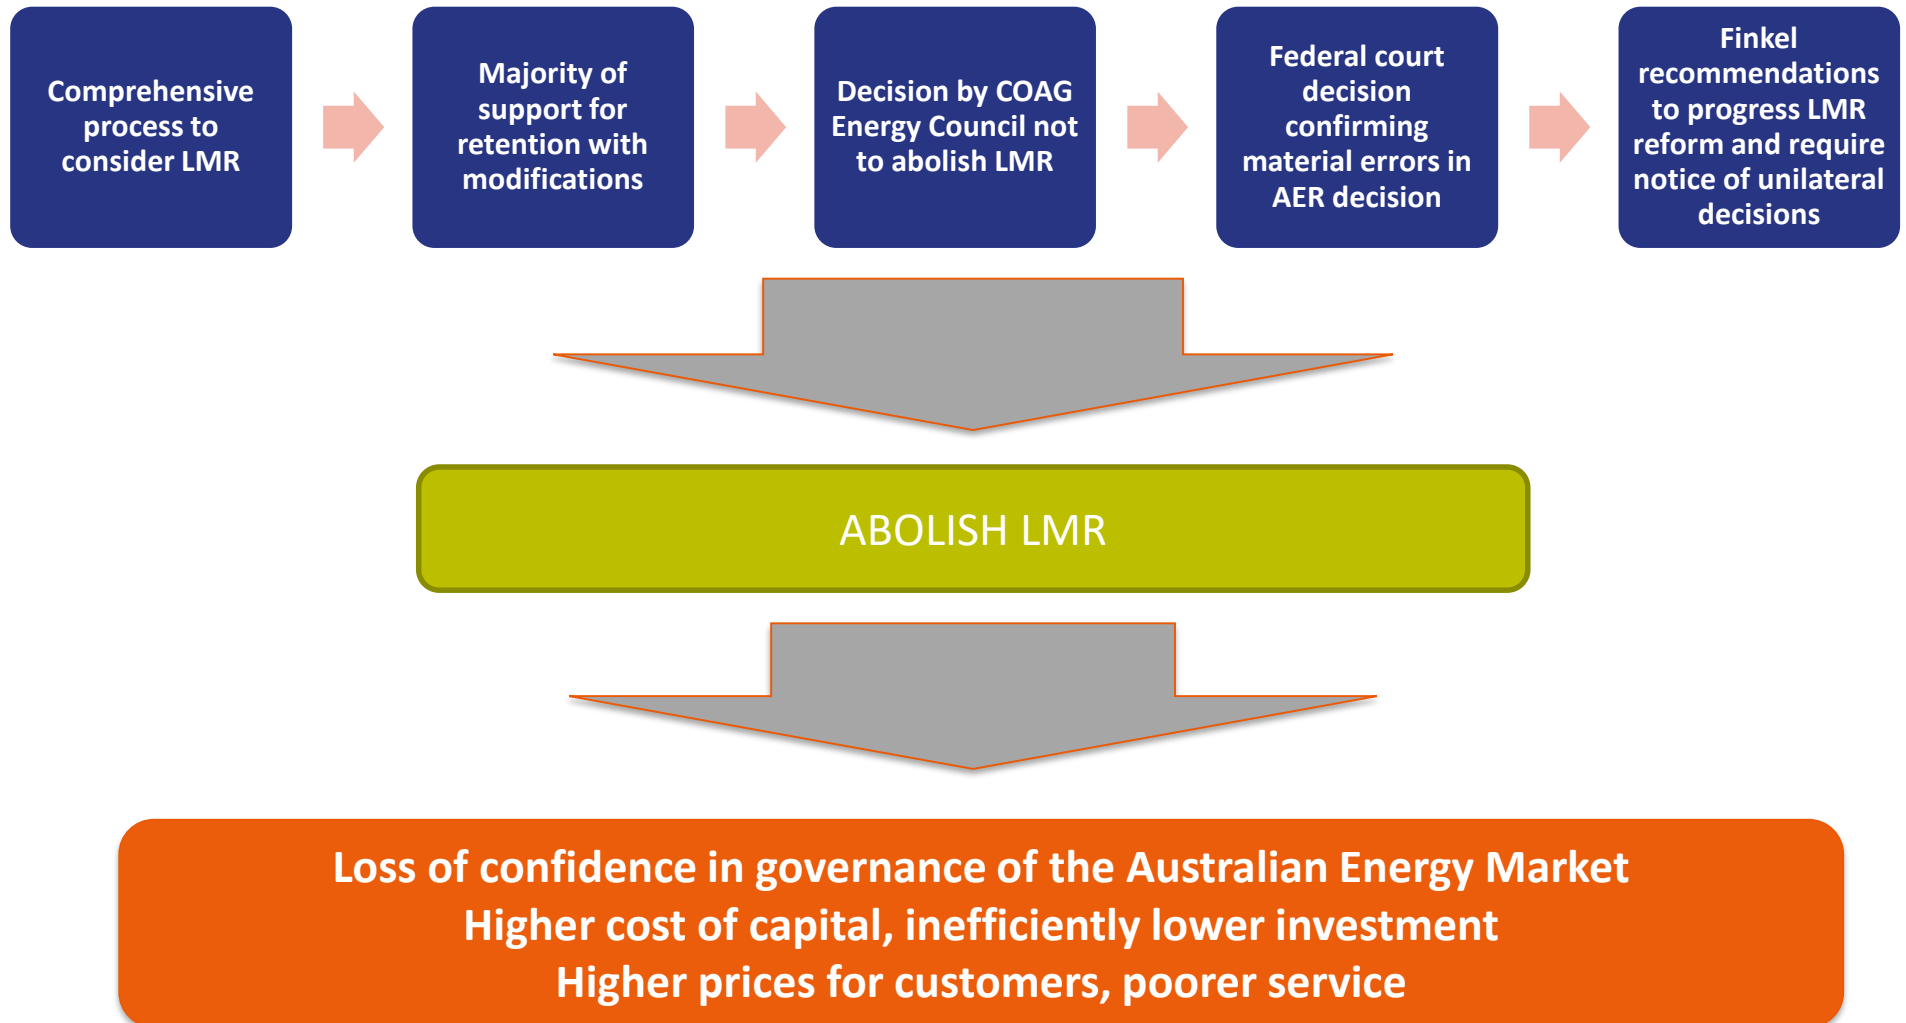 Comprehensive
process to
consider LMR
Majority of
support for
retention with
modifications
Decision by COAG
Energy Council not
to abolish LMR
Federal court
decision
confirming
material errors in
AER decision
Finkel
recommendations
to progress LMR
reform and require
notice of unilateral
decisions
ABOLISH LMR
Loss of confidence in governance of the Australian Energy Market
Higher cost of capital, inefficiently lower investment
Higher prices for customers, poorer service